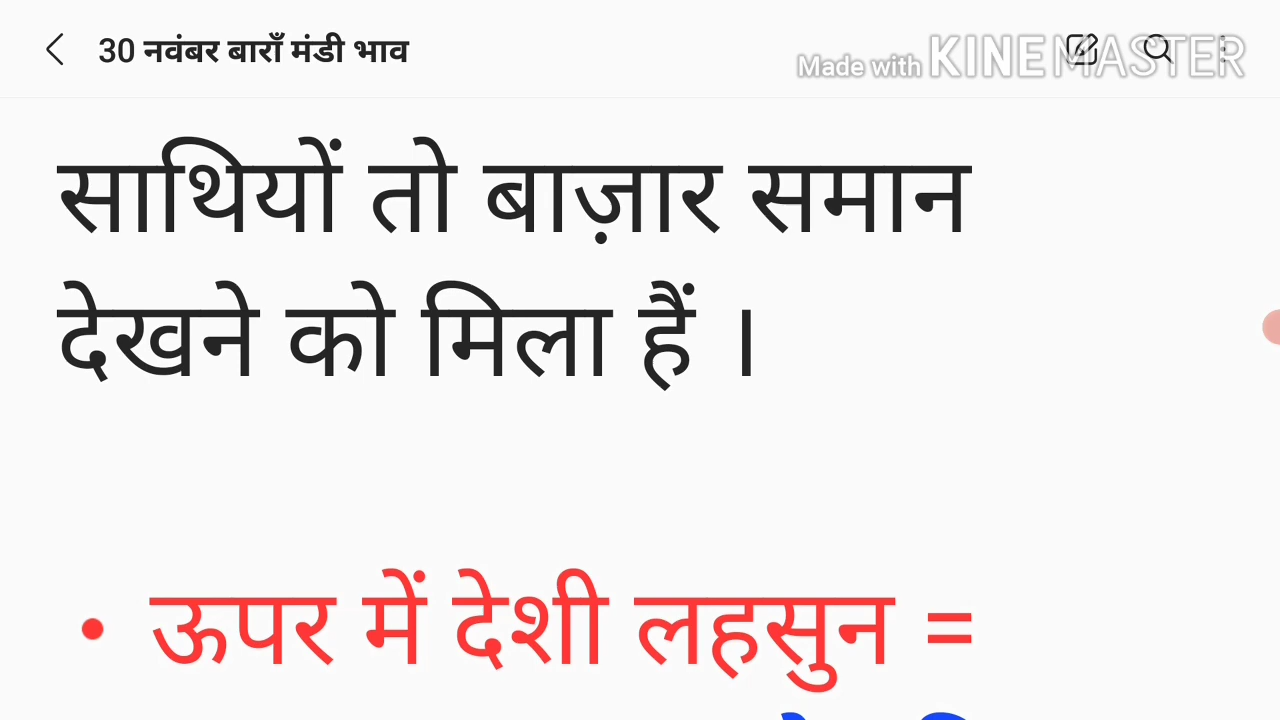 30 नवंबर बाराँ मंडी भाव
Made with KINEMASTER
साथियों तो बाज़ार समान
देखने को मिला हैं ।
• ऊपर में देशी लहसुन =